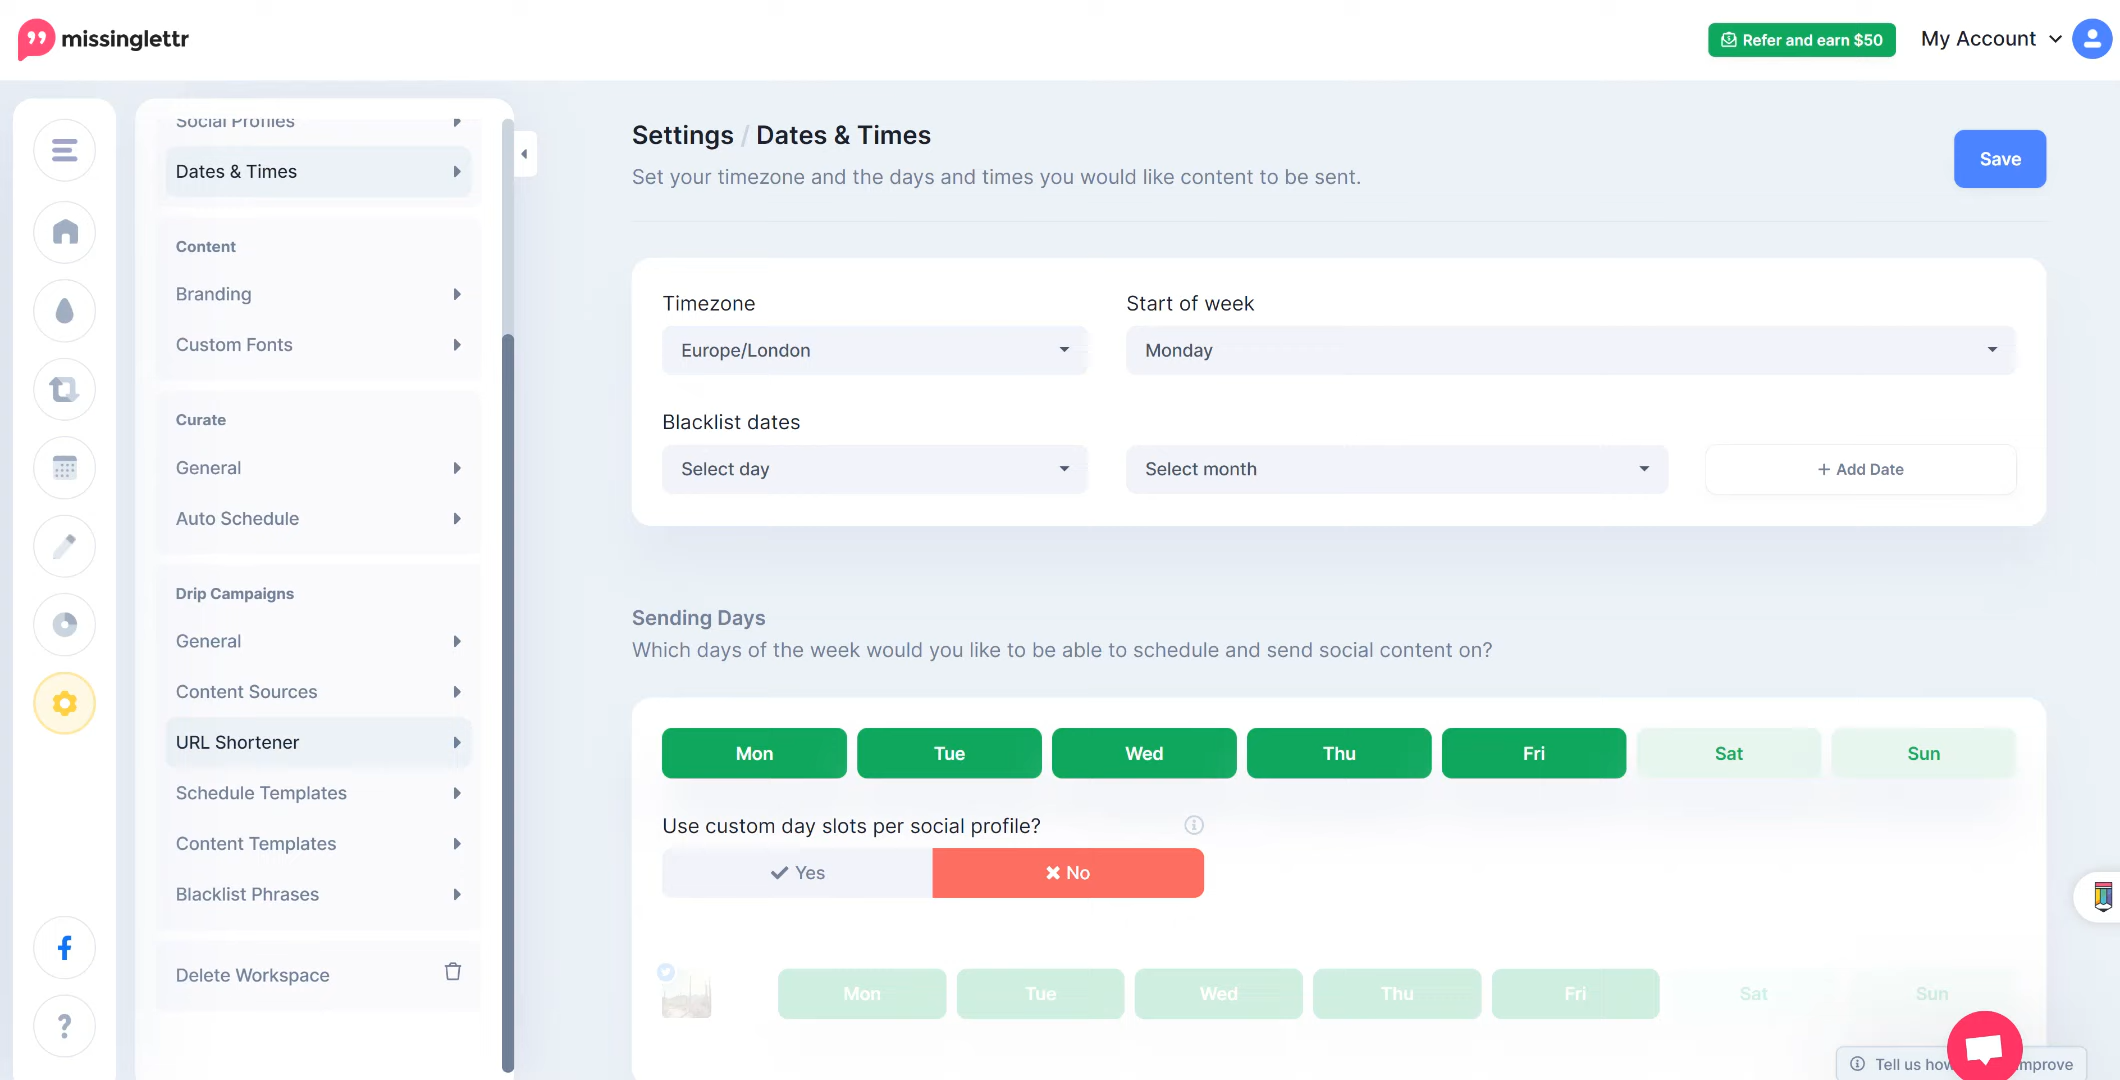 missinglettr
Refer and earn $50
My Account
Social Profiles
Dates & Times
Content
Branding
Custom Fonts
Curate
General
Auto Schedule
Drip Campaigns
General
Content Sources
URL Shortener
Schedule Templates
Content Templates
Blacklist Phrases
Delete Workspace
Settings / Dates & Times
Set your timezone and the days and times you would like content to be sent.
Save
Timezone
Start of week
Europe/London
Monday
Blacklist dates
Select day
Select month
+ Add Date
Sending Days
Which days of the week would you like to be able to schedule and send social content on?
Mon Tue Wed Thu Fri Sat Sun
Use custom day slots per social profile?
Yes
No
Mon Tue Wed Thu Fri Sat Sun
Tell us how
mprove